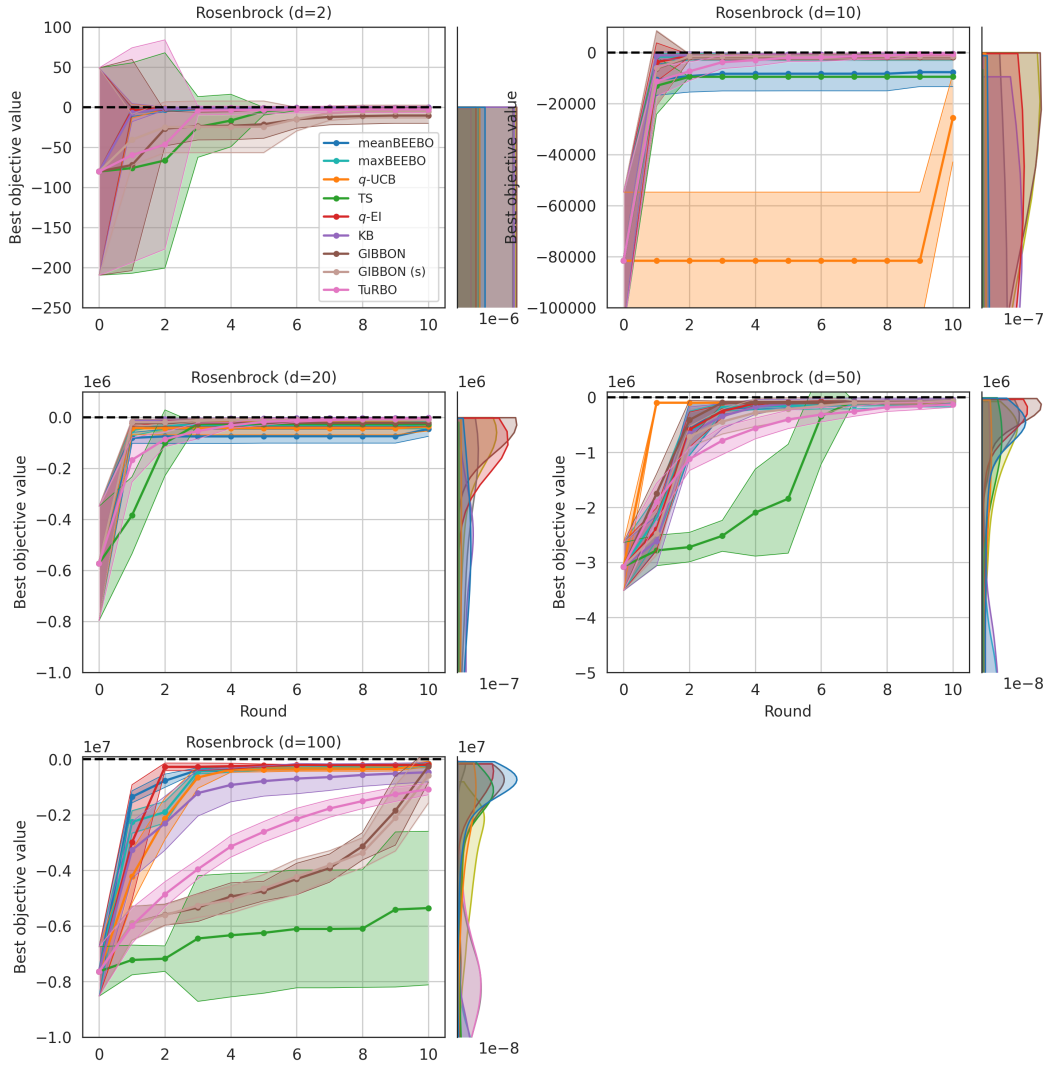 Rosenbrock (d=2)
Best objective value
100
50
0
−50
−100
−150
−200
−250
0 2 4 6 8 10
meanBEEBO
maxBEEBO
q-UCB
TS
q-EI
KB
GIBBON
GIBBON (s)
TuRBO
1e−6
Rosenbrock (d=10)
Best objective value
0
−20000
−40000
−60000
−80000
−100000
0 2 4 6 8 10
1e−7
Rosenbrock (d=20)
1e6
Best objective value
0.0
−0.2
−0.4
−0.6
−0.8
−1.0
0 2 4 6 8 10
Round
1e6
1e−7
Rosenbrock (d=50)
1e6
Best objective value
0
−1
−2
−3
−4
−5
0 2 4 6 8 10
Round
1e6
1e−8
Rosenbrock (d=100)
1e7
Best objective value
0.0
−0.2
−0.4
−0.6
−0.8
−1.0
0 2 4 6 8 10
1e7
1e−8